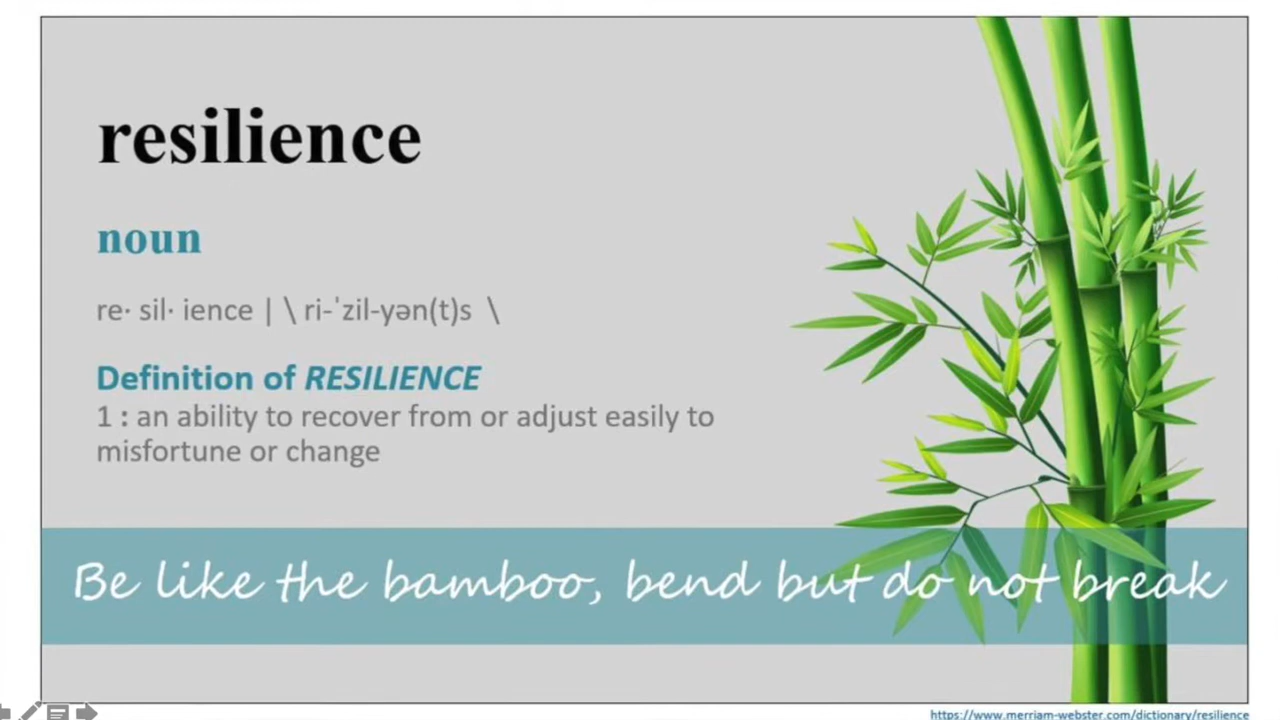 resilience
noun
re· sil· ience | \ ri-ˈzil-yən(t)s \
Definition of RESILIENCE
1 : an ability to recover from or adjust easily to
misfortune or change
Be like the bamboo, bend but do not break
https://www.merriam-webster.com/dictionary/resilience